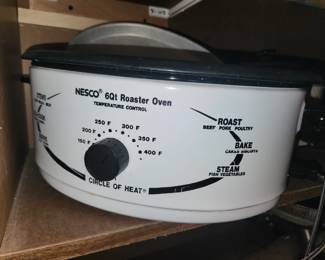 NESCO® 6Qt Roaster Oven
TEMPERATURE CONTROL
250 F 300 F
200 F 350 F
150 F 400 F
CIRCLE OF HEAT®
ROAST
BEEF PORK POULTRY
BAKE
CAKES BISCUITS
STEAM
FISH VEGETABLES